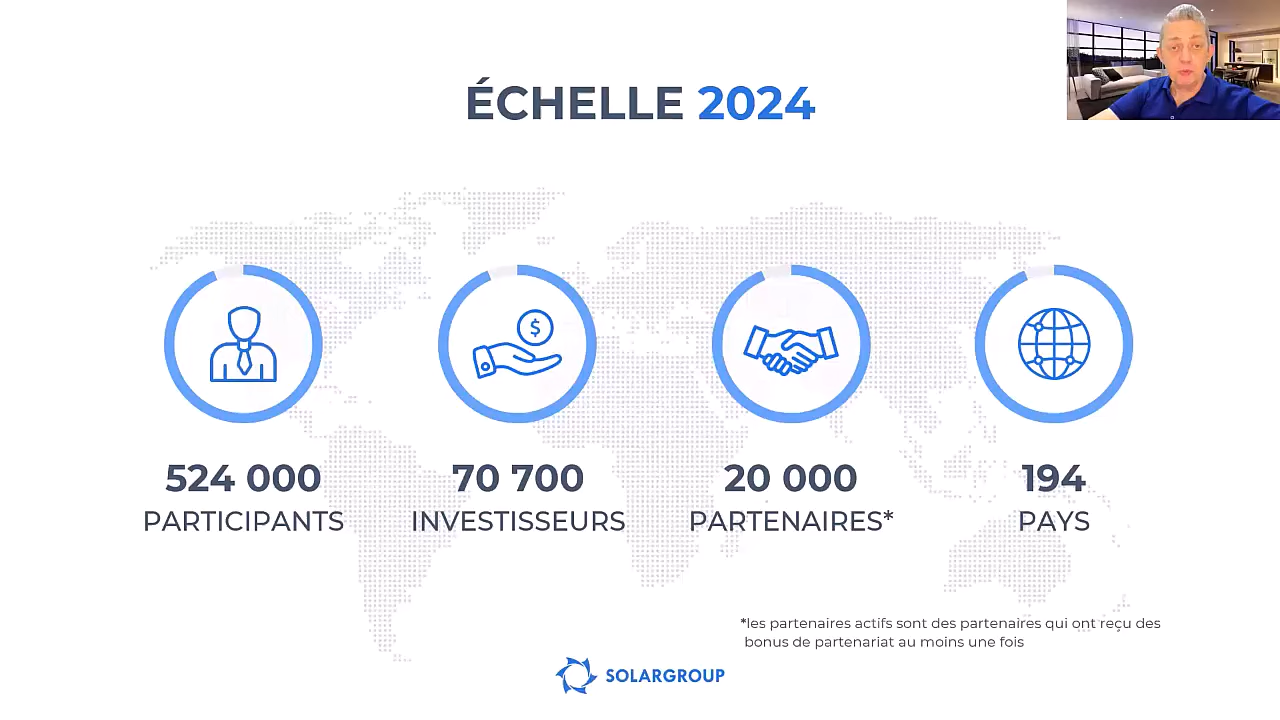 ÉCHELLE 2024
$
524 000
PARTICIPANTS
70 700
INVESTISSEURS
20 000
PARTENAIRES*
194
PAYS
*les partenaires actifs sont des partenaires qui ont reçu des
bonus de partenariat au moins une fois
SOLARGROUP